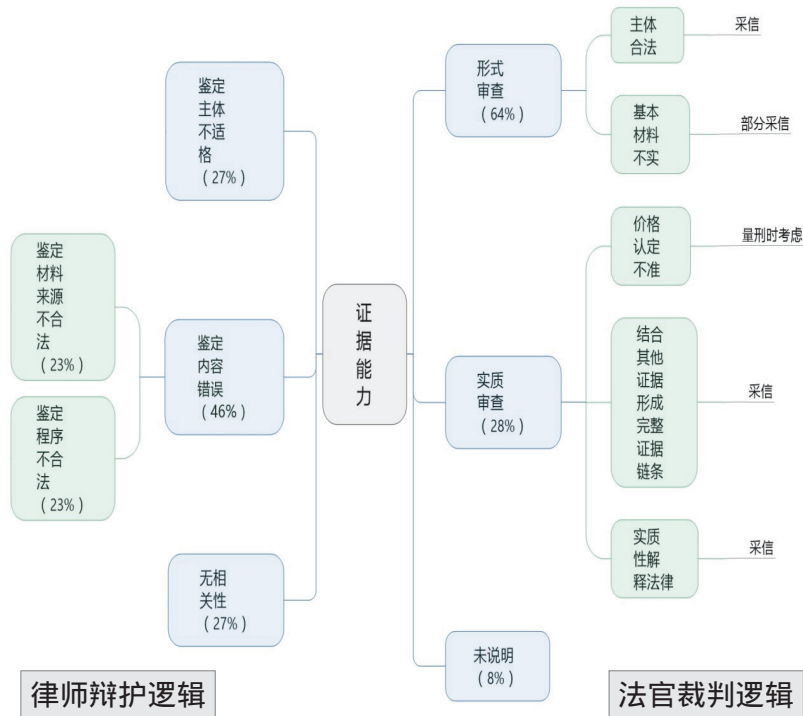 鉴定
主体
不适
格
（27%）
鉴定
材料
来源
不合
法
（23%）
鉴定
程序
不合
法
（23%）
鉴定
内容
错误
（46%）
无相
关性
（27%）
证
据
能
力
形式
审查
（64%）
主体
合法
采信
基本
材料
不实
部分采信
实质
审查
（28%）
价格
认定
不准
量刑时考虑
结合
其他
证据
形成
完整
证据
链条
采信
实质
性解
释法律
采信
未说明
（8%）
律师辩护逻辑
法官裁判逻辑